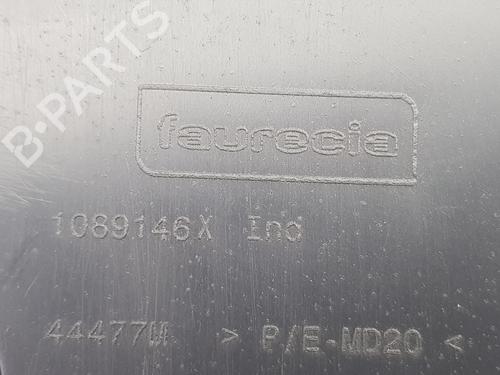 B-PARTS
faurecia
1089146X Ind
44477M > P/E-MD20 <